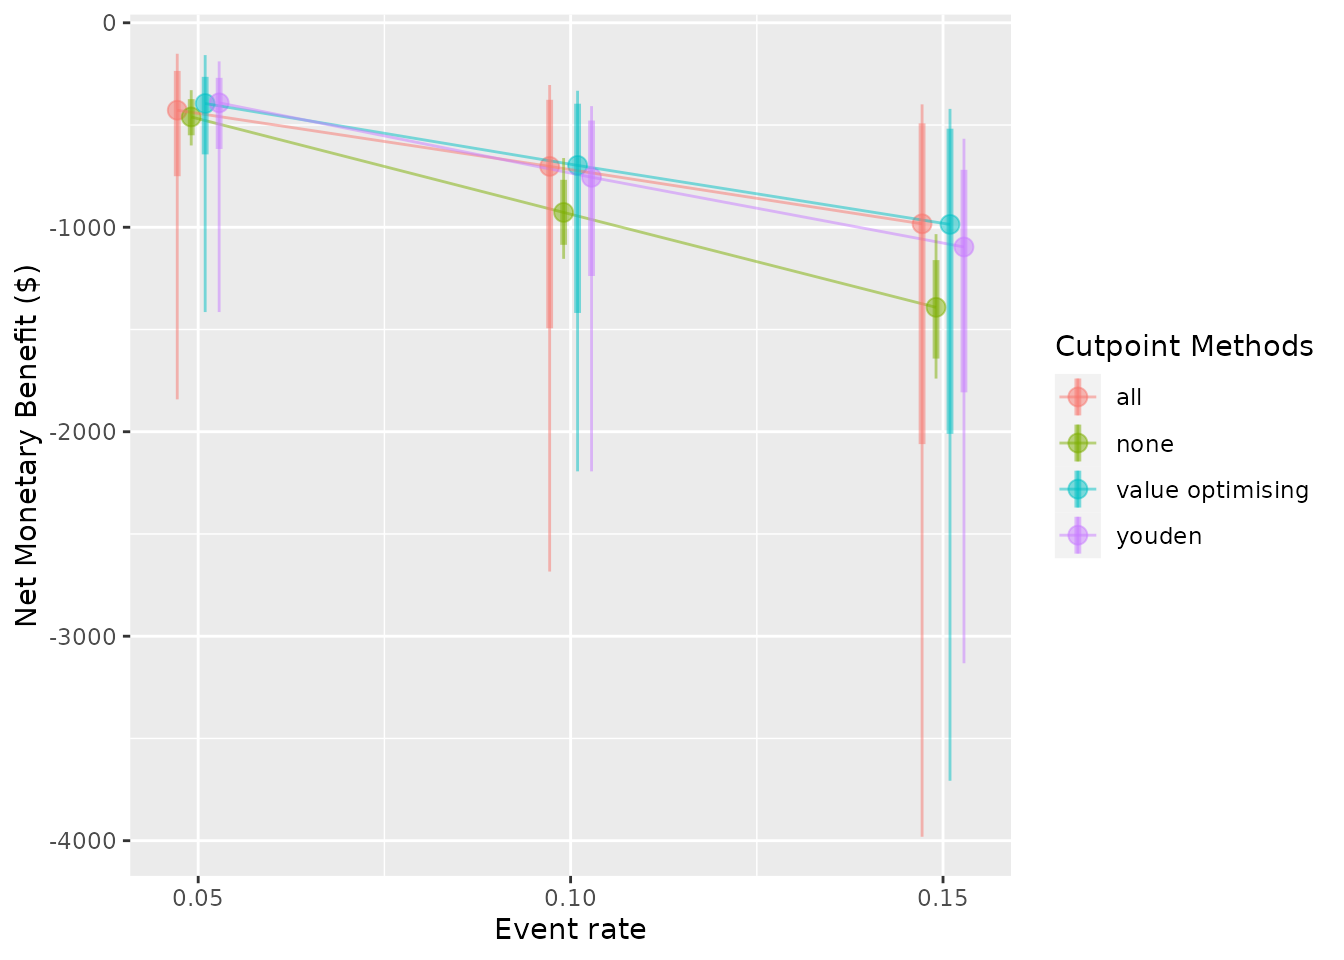 0
-1000
-2000
-3000
-4000
Net Monetary Benefit ($)
0.05
0.10
0.15
Event rate
Cutpoint Methods
all
none
value optimising
youden